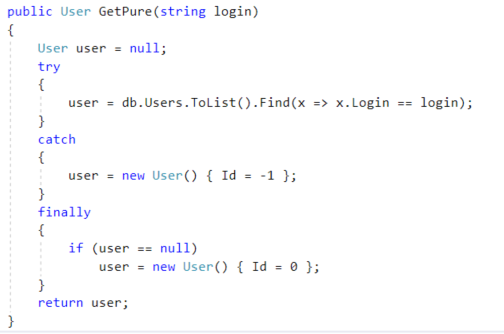 public User GetPure(string login)
{
    User user = null;
    try
    {
        user = db.Users.ToList().Find(x => x.Login == login);
    }
    catch
    {
        user = new User() { Id = -1 };
    }
    finally
    {
        if (user == null)
            user = new User() { Id = 0 };
    }
    return user;
}